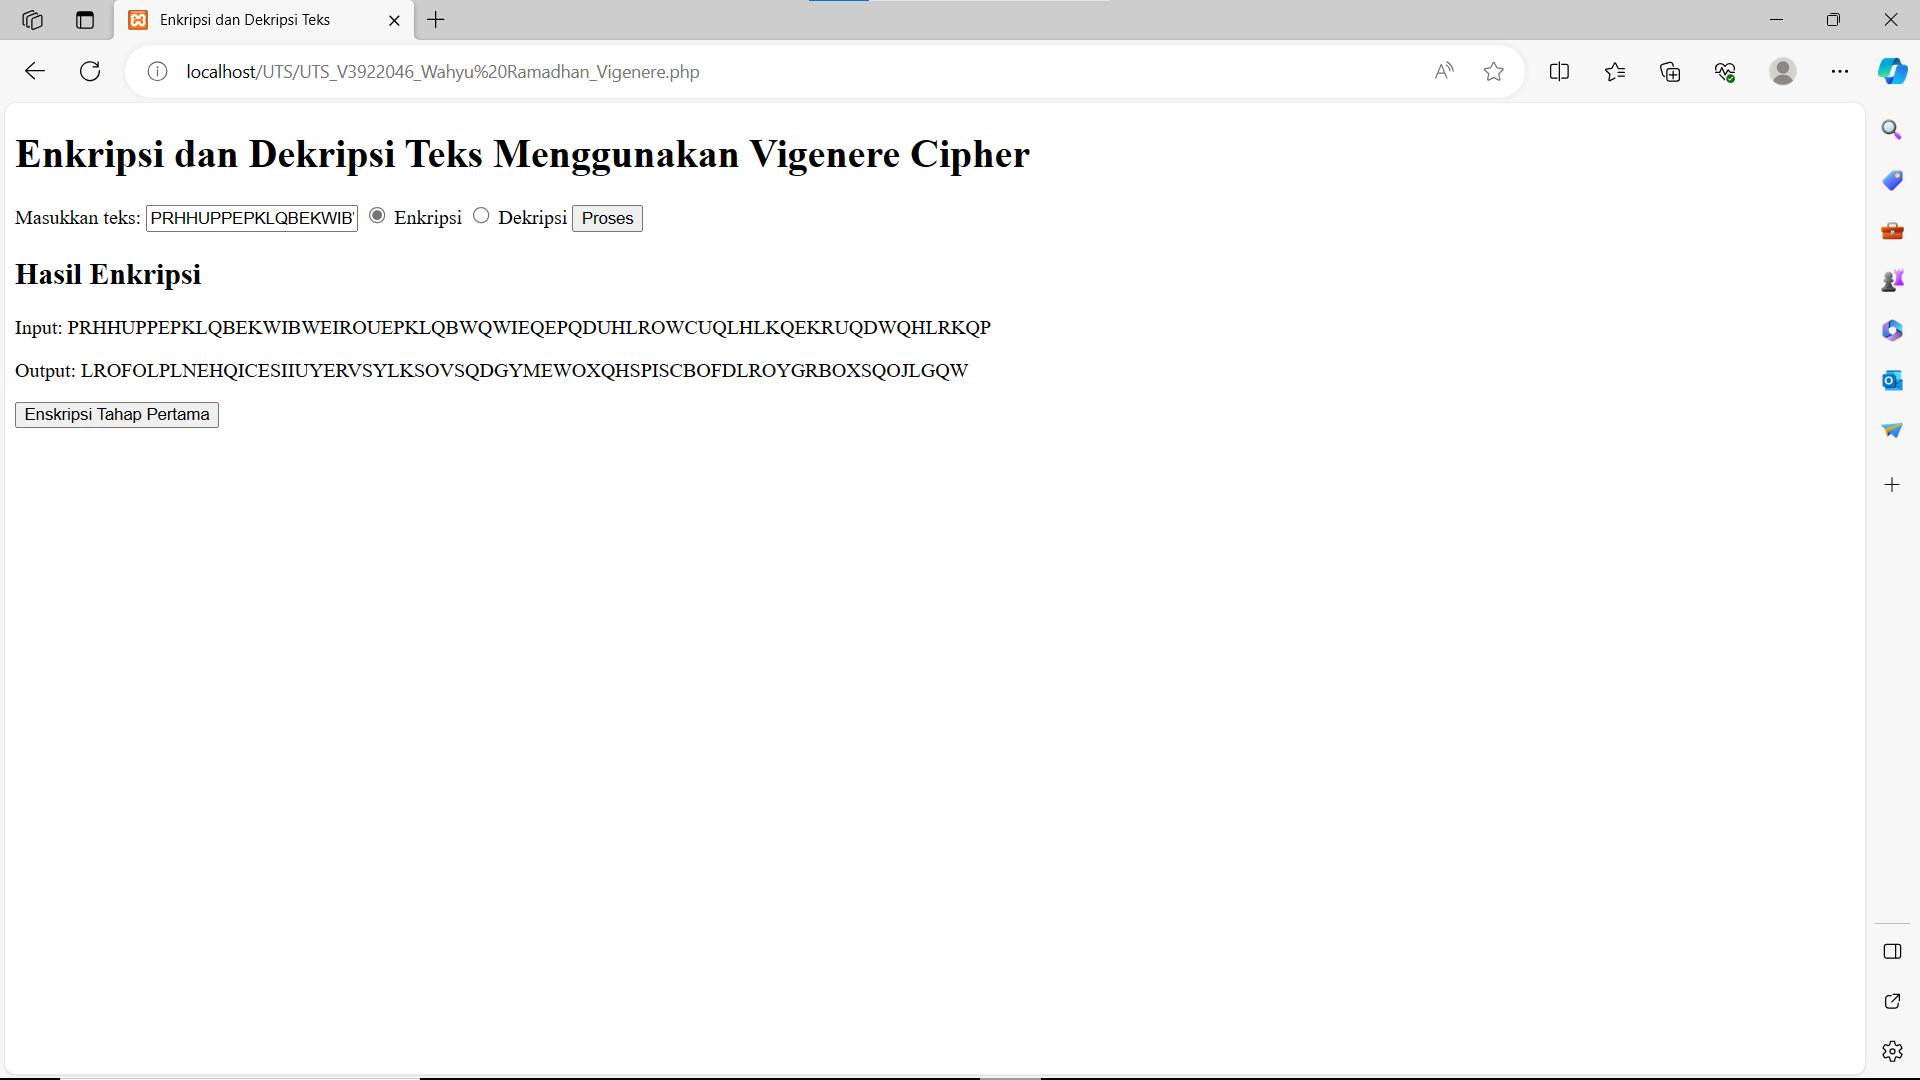 Enkripsi dan Dekripsi Teks
localhost/UTS/UTS_V3922046_Wahyu%20Ramadhan_Vigenere.php
Enkripsi dan Dekripsi Teks Menggunakan Vigenere Cipher
Masukkan teks: PRHHUPPEPKLQBEKWIB Enkripsi Dekripsi Proses
Hasil Enkripsi
Input: PRHHUPPEPKLQBEKWIBWEIROUEPKLQBWQWIEQEPQDUHLROWCUQLHLKQEKRUQDWQHLRKQP
Output: LROFOLPLNEHQICESIIUYERVSYLKSOVSQDGYMEWOXQHSPISCBOFDLROYGRBOXSQOJLGQW
Enskripsi Tahap Pertama